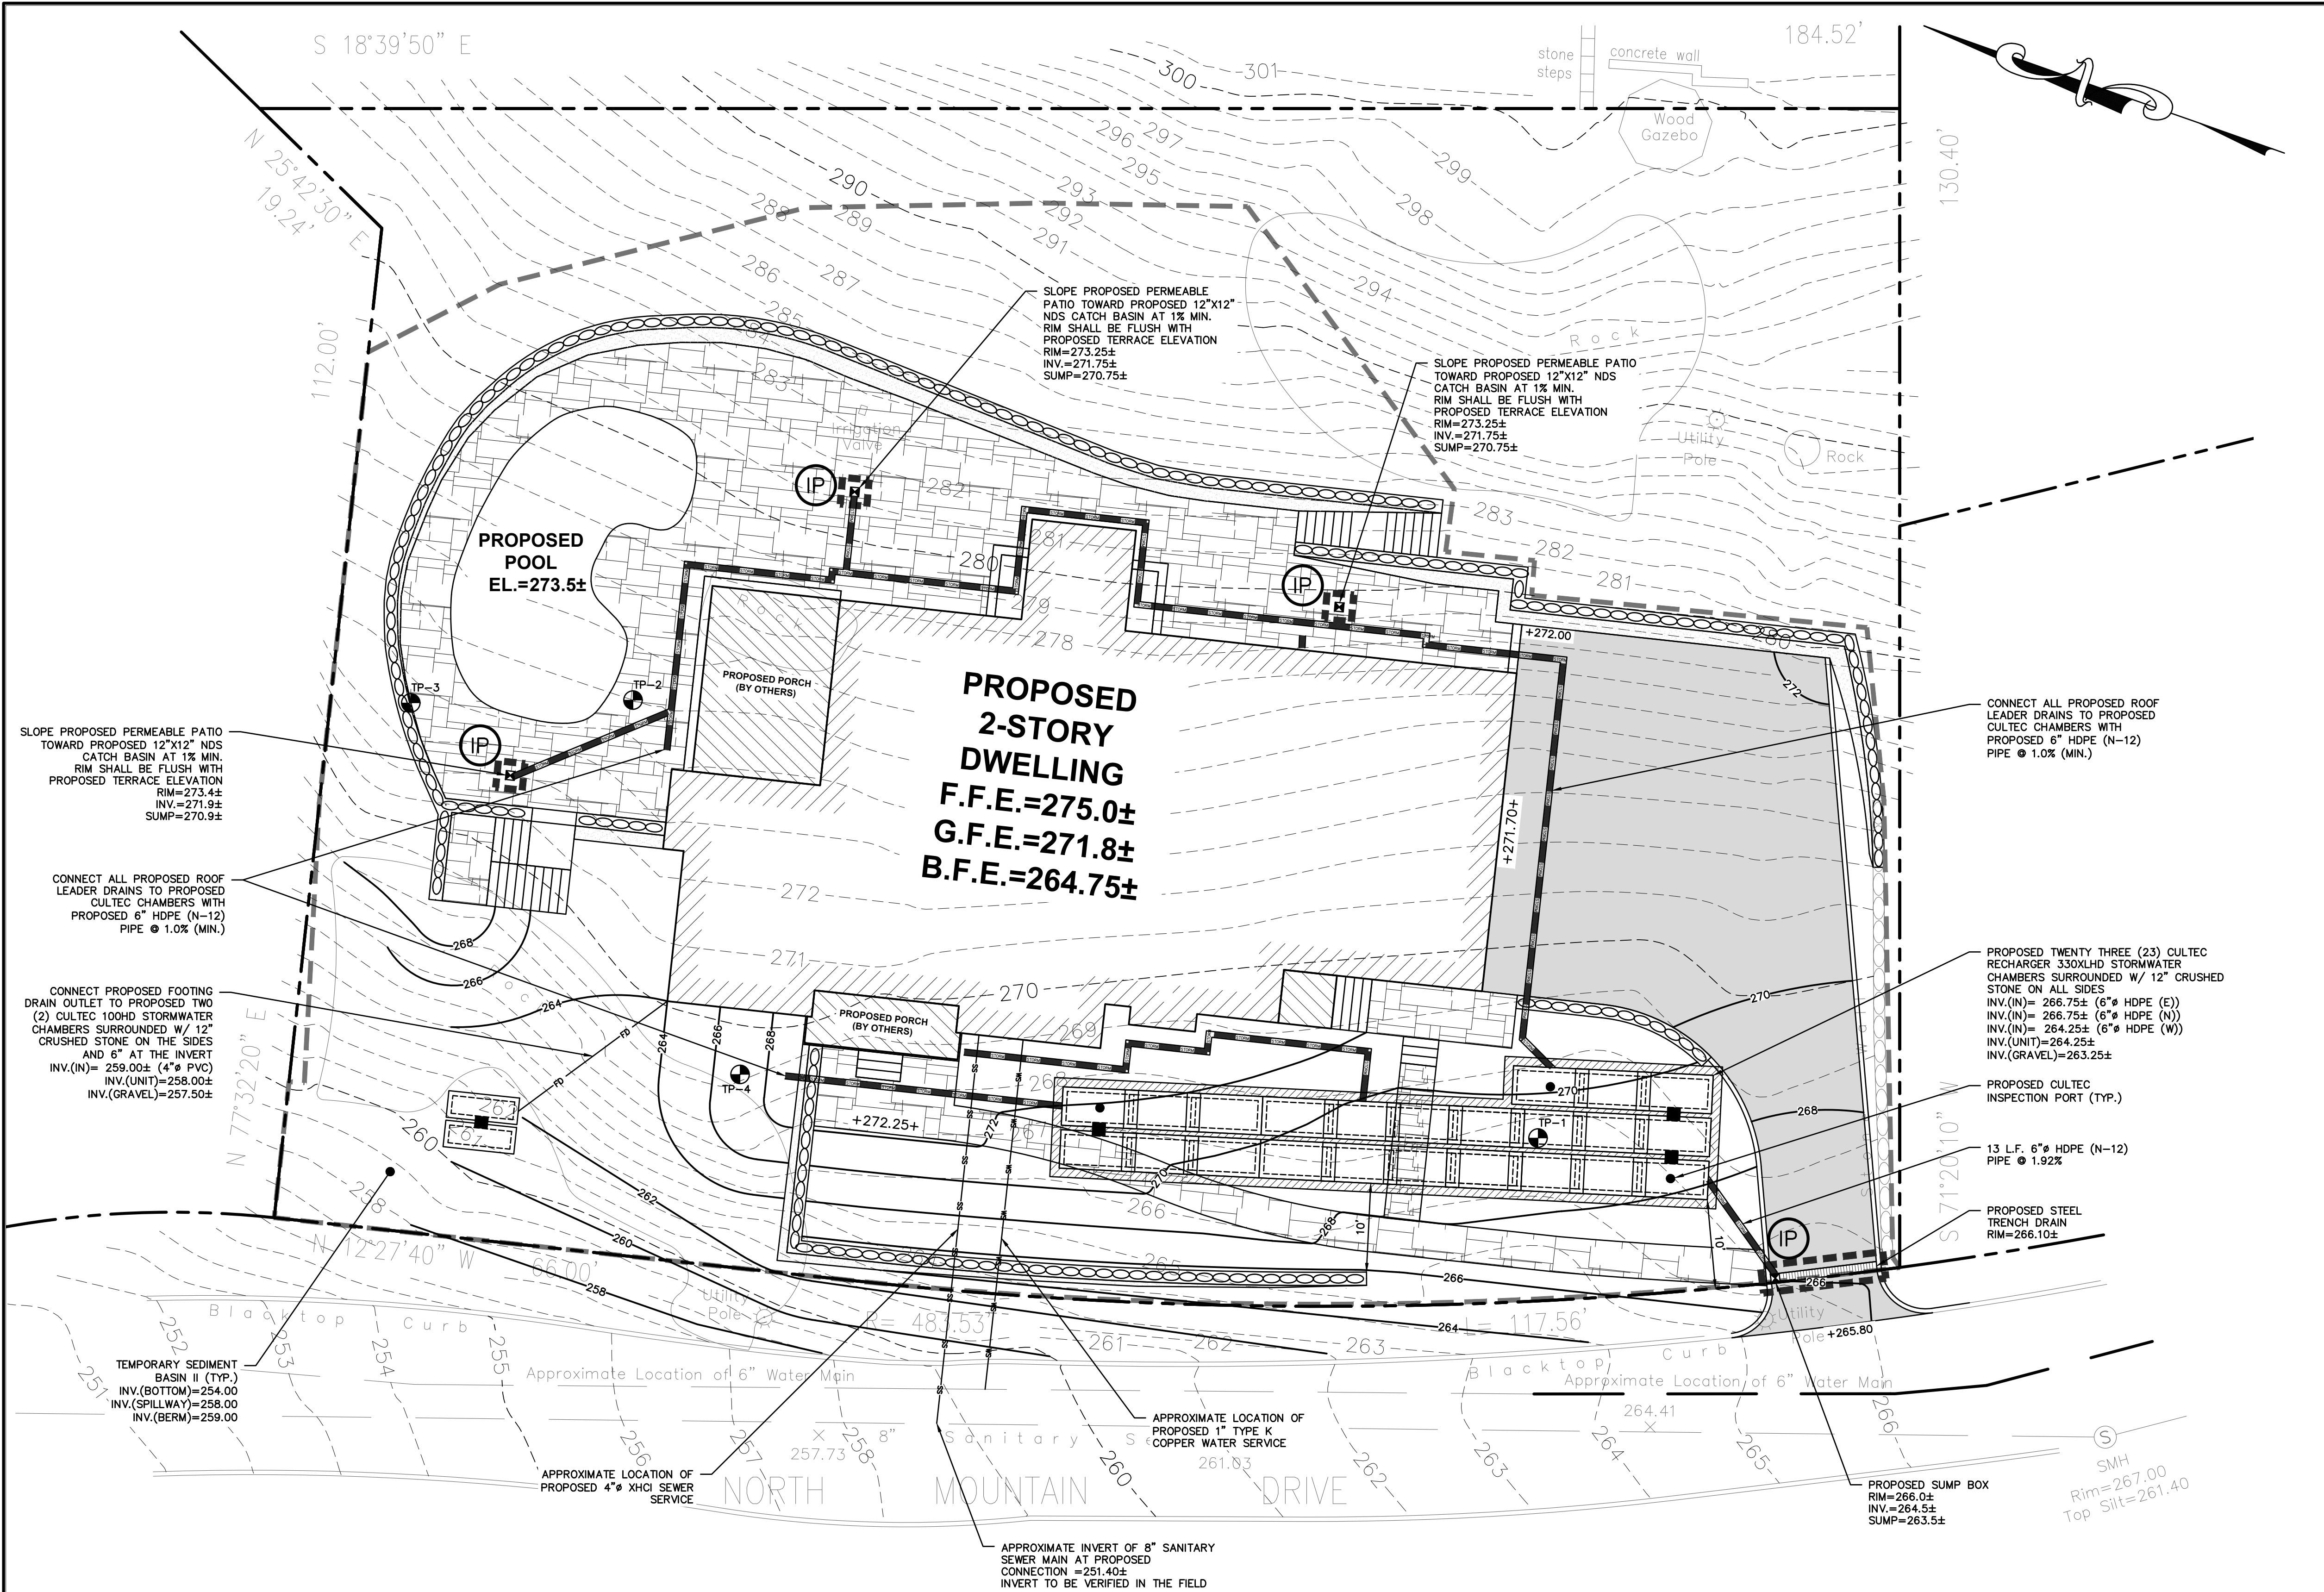 S 18°39'50" E
184.52'
stone
steps
concrete wall
Wood
Gazebo
130.40'
N 25°42'30" E
19.24'
112.00'
N 77°32'20" E
300
301
296
297
295
299
298
290
293
292
291
288
289
286
287
285
284
283
294
Rock
Utility
Pole
Rock
SLOPE PROPOSED PERMEABLE
PATIO TOWARD PROPOSED 12"X12"
NDS CATCH BASIN AT 1% MIN.
RIM SHALL BE FLUSH WITH
PROPOSED TERRACE ELEVATION
RIM=273.25±
INV.=271.75±
SUMP=270.75±
SLOPE PROPOSED PERMEABLE PATIO
TOWARD PROPOSED 12"X12" NDS
CATCH BASIN AT 1% MIN.
RIM SHALL BE FLUSH WITH
PROPOSED TERRACE ELEVATION
RIM=273.25±
INV.=271.75±
SUMP=270.75±
Irrigation
Valve
IP
282
281
280
279
278
283
282
281
280
IP
PROPOSED
POOL
EL.=273.5±
TP-3
TP-2
IP
Rock
PROPOSED PORCH
(BY OTHERS)
PROPOSED
2-STORY
DWELLING
F.F.E.=275.0±
G.F.E.=271.8±
B.F.E.=264.75±
+272.00
272
+271.70+
272
271
270
269
SLOPE PROPOSED PERMEABLE PATIO
TOWARD PROPOSED 12"X12" NDS
CATCH BASIN AT 1% MIN.
RIM SHALL BE FLUSH WITH
PROPOSED TERRACE ELEVATION
RIM=273.4±
INV.=271.9±
SUMP=270.9±
CONNECT ALL PROPOSED ROOF
LEADER DRAINS TO PROPOSED
CULTEC CHAMBERS WITH
PROPOSED 6" HDPE (N-12)
PIPE @ 1.0% (MIN.)
CONNECT PROPOSED FOOTING
DRAIN OUTLET TO PROPOSED TWO
(2) CULTEC 100HD STORMWATER
CHAMBERS SURROUNDED W/ 12"
CRUSHED STONE ON THE SIDES
AND 6" AT THE INVERT
INV.(IN)= 259.00± (4"ø PVC)
INV.(UNIT)=258.00±
INV.(GRAVEL)=257.50±
CONNECT ALL PROPOSED ROOF
LEADER DRAINS TO PROPOSED
CULTEC CHAMBERS WITH
PROPOSED 6" HDPE (N-12)
PIPE @ 1.0% (MIN.)
PROPOSED TWENTY THREE (23) CULTEC
RECHARGER 330XLHD STORMWATER
CHAMBERS SURROUNDED W/ 12" CRUSHED
STONE ON ALL SIDES
INV.(IN)= 266.75± (6"ø HDPE (E))
INV.(IN)= 266.75± (6"ø HDPE (N))
INV.(IN)= 264.25± (6"ø HDPE (W))
INV.(UNIT)=264.25±
INV.(GRAVEL)=263.25±
PROPOSED CULTEC
INSPECTION PORT (TYP.)
13 L.F. 6"ø HDPE (N-12)
PIPE @ 1.92%
PROPOSED STEEL
TRENCH DRAIN
RIM=266.10±
S 71°20'10" W
268
266
264
FD
FD
264
266
268
TP-4
PROPOSED PORCH
(BY OTHERS)
+272.25+
272
270
270
268
270
268
TP-1
SS
WS
10'
10'
IP
266
266
264
266
265
262
260
258
260
258
N 12°27'40" W
66.00'
Utility
Pole
R= 483.53'
L= 117.56'
Utility
Pole
+265.80
Blacktop Curb
Blacktop Curb
Approximate Location of 6" Water Main
Approximate Location of 6" Water Main
251
252
253
254
255
256
257
258
260
261
262
263
262
263
264
265
266
257.73
261.03
264.41
8" Sanitary
NORTH MOUNTAIN DRIVE
S
SMH
Rim=267.00
Top Silt=261.40
TEMPORARY SEDIMENT
BASIN II (TYP.)
INV.(BOTTOM)=254.00
INV.(SPILLWAY)=258.00
INV.(BERM)=259.00
APPROXIMATE LOCATION OF
PROPOSED 4"ø XHCI SEWER
SERVICE
APPROXIMATE LOCATION OF
PROPOSED 1" TYPE K
COPPER WATER SERVICE
APPROXIMATE INVERT OF 8" SANITARY
SEWER MAIN AT PROPOSED
CONNECTION =251.40±
INVERT TO BE VERIFIED IN THE FIELD
PROPOSED SUMP BOX
RIM=266.0±
INV.=264.5±
SUMP=263.5±